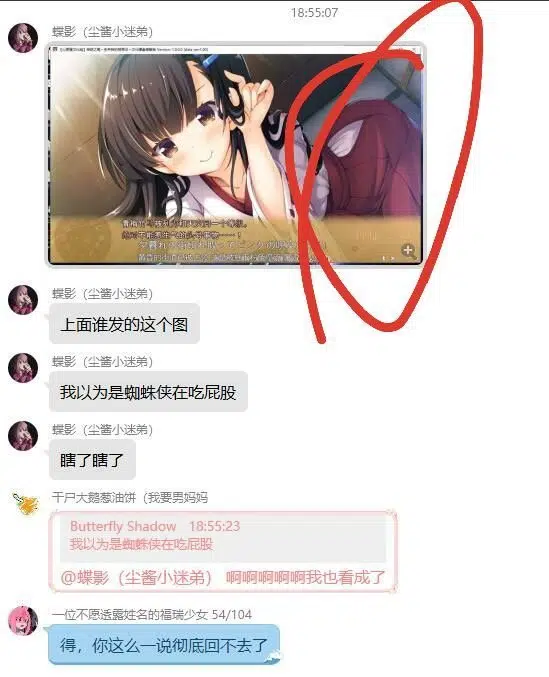 18:55:07
蝶影（尘酱小迷弟）
蝶影（尘酱小迷弟）
上面谁发的这个图
蝶影（尘酱小迷弟）
我以为是蜘蛛侠在吃屁股
蝶影（尘酱小迷弟）
瞎了瞎了
干尸大髓葱油饼（我要男妈妈
Butterfly Shadow 18:55:23
我以为是蜘蛛侠在吃屁股
@蝶影（尘酱小迷弟） 啊啊啊啊啊我也看成了
一位不愿透露姓名的福瑞少女 54/104
得，你这么一说彻底回不去了